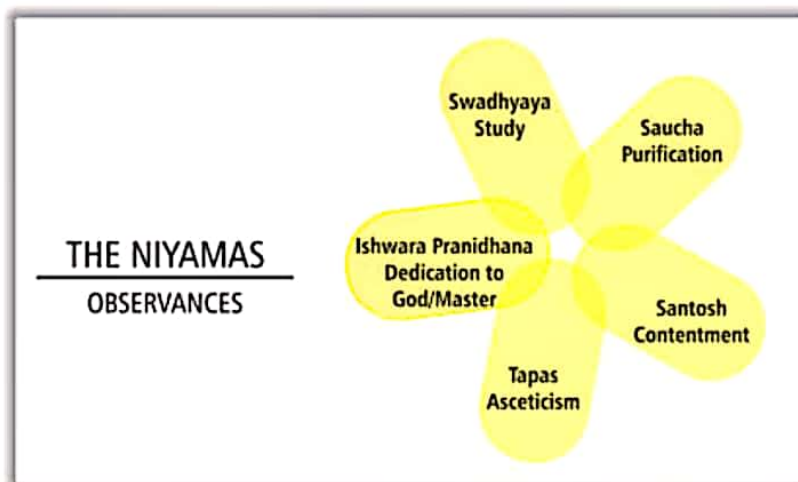 THE NIYAMAS
OBSERVANCES
Swadhyaya
Study
Saucha
Purification
Santosh
Contentment
Tapas
Asceticism
Ishwara Pranidhana
Dedication to
God/Master